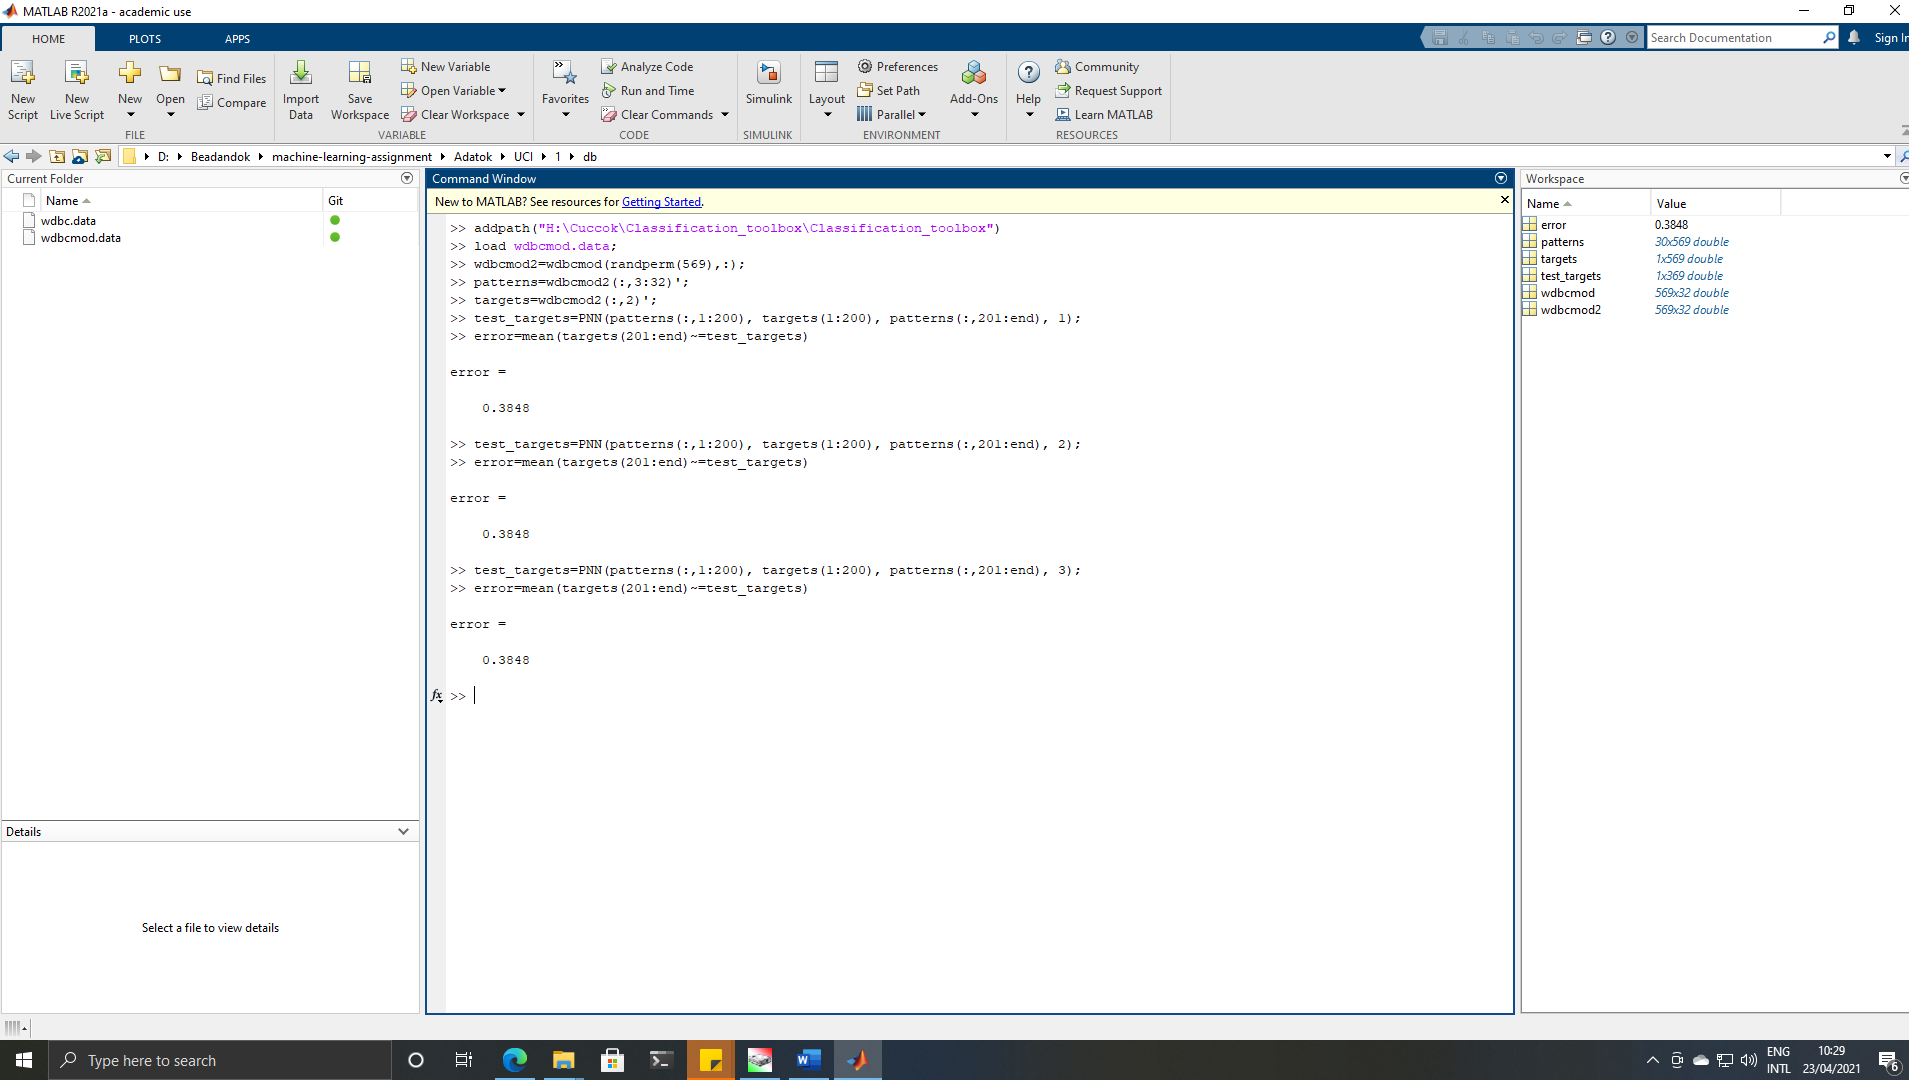 MATLAB R2021a - academic use
HOME PLOTS APPS
Search Documentation
Sign In
New Script
New Live Script
New
Open
Find Files
Compare
FILE
Import Data
Save Workspace
New Variable
Open Variable
Clear Workspace
VARIABLE
Favorites
Analyze Code
Run and Time
Clear Commands
CODE
Simulink
SIMULINK
Layout
Preferences
Set Path
Parallel
Add-Ons
ENVIRONMENT
Help
Community
Request Support
Learn MATLAB
RESOURCES
D: Beadandok machine-learning-assignment Adatok UCI 1 db
Current Folder
Name Git
wdbc.data
wdbcmod.data
Details
Select a file to view details
Command Window
New to MATLAB? See resources for Getting Started.
>> addpath("H:\Cuccok\Classification_toolbox\Classification_toolbox")
>> load wdbcmod.data;
>> wdbcmod2=wdbcmod(randperm(569),:);
>> patterns=wdbcmod2(:,3:32)';
>> targets=wdbcmod2(:,2)';
>> test_targets=PNN(patterns(:,1:200), targets(1:200), patterns(:,201:end), 1);
>> error=mean(targets(201:end)~=test_targets)
error =
0.3848
>> test_targets=PNN(patterns(:,1:200), targets(1:200), patterns(:,201:end), 2);
>> error=mean(targets(201:end)~=test_targets)
error =
0.3848
>> test_targets=PNN(patterns(:,1:200), targets(1:200), patterns(:,201:end), 3);
>> error=mean(targets(201:end)~=test_targets)
error =
0.3848
fx >>
Workspace
Name Value
error 0.3848
patterns 30x569 double
targets 1x569 double
test_targets 1x369 double
wdbcmod 569x32 double
wdbcmod2 569x32 double
Type here to search
ENG
INTL
10:29
23/04/2021
6